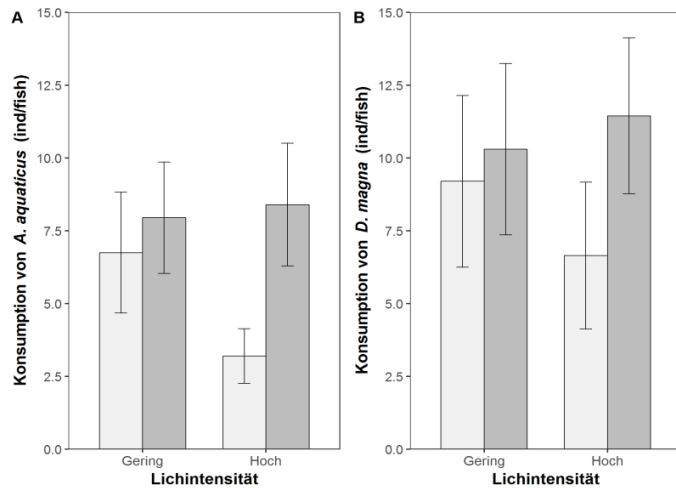 A
15.0
12.5
10.0
7.5
5.0
2.5
0.0
Konsumption von A. aquaticus (ind/fish)
Gering Hoch
Lichintensität
B
15.0
12.5
10.0
7.5
5.0
2.5
0.0
Konsumption von D. magna (ind/fish)
Gering Hoch
Lichintensität